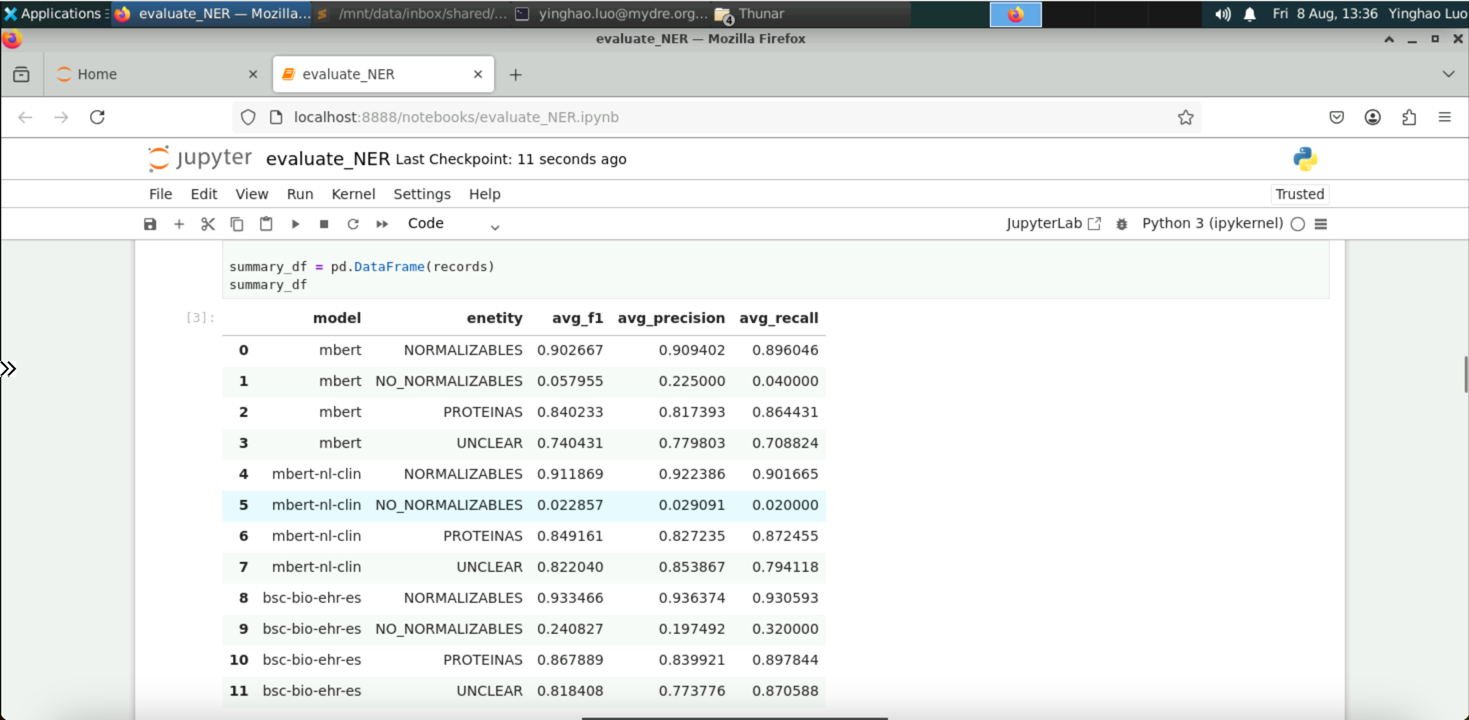 Applications evaluate_NER — Mozilla... /mnt/data/inbox/shared/... yinghao.luo@mydre.org... 4 Thunar Fri 8 Aug, 13:36 Yinghao Luo
evaluate_NER — Mozilla Firefox
Home evaluate_NER
localhost:8888/notebooks/evaluate_NER.ipynb
jupyter evaluate_NER Last Checkpoint: 11 seconds ago
File Edit View Run Kernel Settings Help Trusted
Code JupyterLab Python 3 (ipykernel)
summary_df = pd.DataFrame(records)
summary_df
[3]: model enetity avg_f1 avg_precision avg_recall
0 mbert NORMALIZABLES 0.902667 0.909402 0.896046
1 mbert NO_NORMALIZABLES 0.057955 0.225000 0.040000
2 mbert PROTEINAS 0.840233 0.817393 0.864431
3 mbert UNCLEAR 0.740431 0.779803 0.708824
4 mbert-nl-clin NORMALIZABLES 0.911869 0.922386 0.901665
5 mbert-nl-clin NO_NORMALIZABLES 0.022857 0.029091 0.020000
6 mbert-nl-clin PROTEINAS 0.849161 0.827235 0.872455
7 mbert-nl-clin UNCLEAR 0.822040 0.853867 0.794118
8 bsc-bio-ehr-es NORMALIZABLES 0.933466 0.936374 0.930593
9 bsc-bio-ehr-es NO_NORMALIZABLES 0.240827 0.197492 0.320000
10 bsc-bio-ehr-es PROTEINAS 0.867889 0.839921 0.897844
11 bsc-bio-ehr-es UNCLEAR 0.818408 0.773776 0.870588